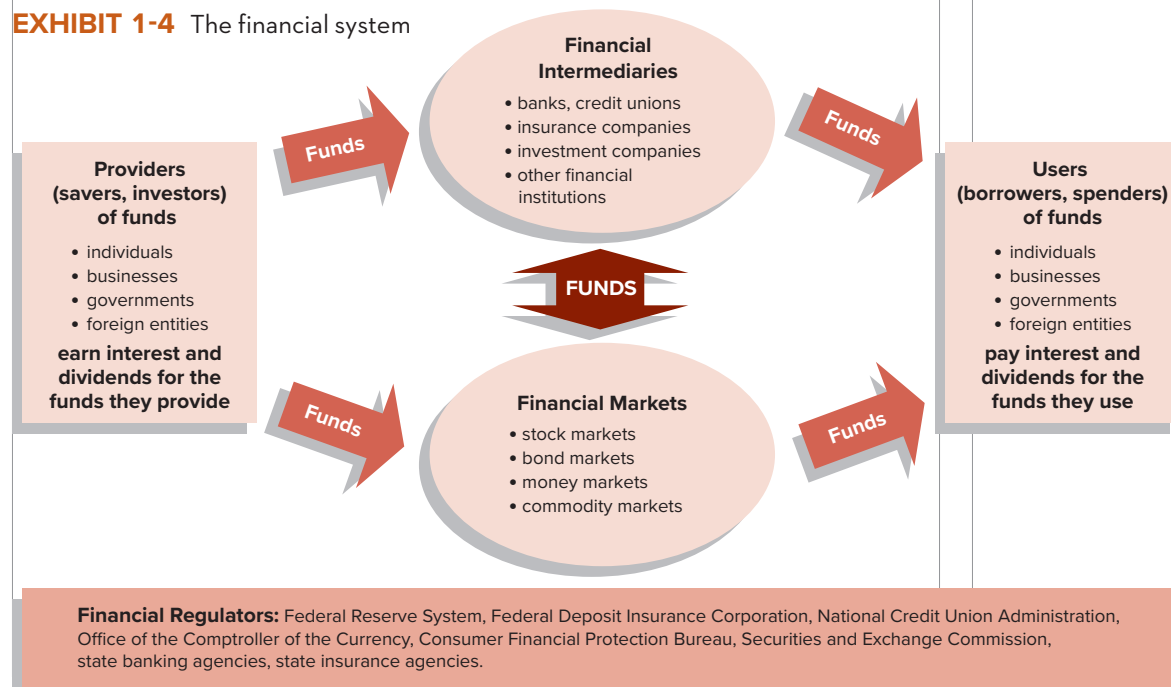 EXHIBIT 1-4 The financial system
Providers
(savers, investors)
of funds
• individuals
• businesses
• governments
• foreign entities
earn interest and
dividends for the
funds they provide
Funds
Funds
Financial
Intermediaries
• banks, credit unions
• insurance companies
• investment companies
• other financial
institutions
FUNDS
Financial Markets
• stock markets
• bond markets
• money markets
• commodity markets
Funds
Funds
Users
(borrowers, spenders)
of funds
• individuals
• businesses
• governments
• foreign entities
pay interest and
dividends for the
funds they use
Financial Regulators: Federal Reserve System, Federal Deposit Insurance Corporation, National Credit Union Administration,
Office of the Comptroller of the Currency, Consumer Financial Protection Bureau, Securities and Exchange Commission,
state banking agencies, state insurance agencies.